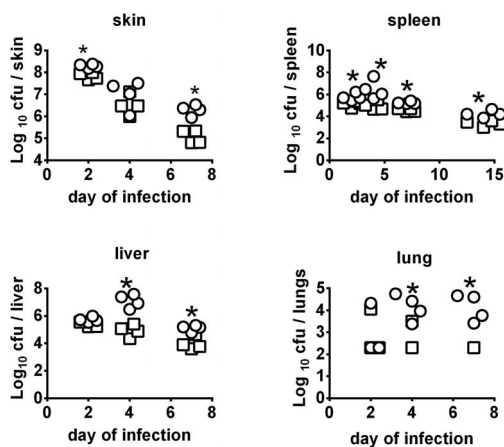 skin
Log 10 cfu / skin
9
8
7
6
5
4
* *
0 2 4 6 8
day of infection
spleen
Log 10 cfu / spleen
10
8
6
4
2
0
* * * *
0 5 10 15
day of infection
liver
Log10 cfu /liver
8
6
4
2
0
* *
0 2 4 6 8
day of infection
lung
Log 10 cfu / lungs
5
4
3
2
1
0
* *
0 2 4 6 8
day of infection